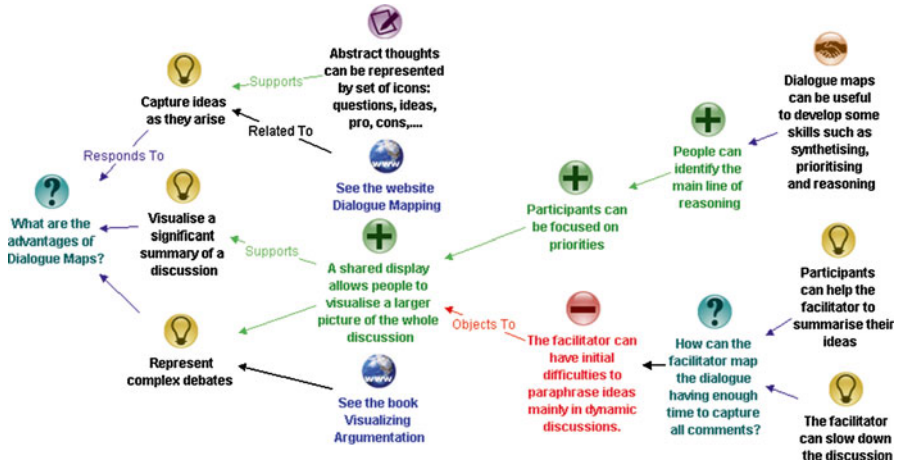 Abstract thoughts
can be represented
by set of icons:
questions, ideas,
pro, cons,....
Supports
Capture ideas
as they arise
Related To
Responds To
www
See the website
Dialogue Mapping
?
What are the
advantages of
Dialogue Maps?
Visualise a
significant
summary of a
discussion
Supports
A shared display
allows people to
visualise a larger
picture of the whole
discussion
Represent
complex debates
www
See the book
Visualizing
Argumentation
Participants can
be focused on
priorities
People can
identify the
main line of
reasoning
Dialogue maps
can be useful
to develop some
skills such as
synthetising,
prioritising
and reasoning
Objects To
The facilitator can
have initial
difficulties to
paraphrase ideas
mainly in dynamic
discussions.
?
How can the
facilitator map
the dialogue
having enough
time to capture
all comments?
Participants
can help the
facilitator to
summarise their
ideas
The facilitator
can slow down
the discussion